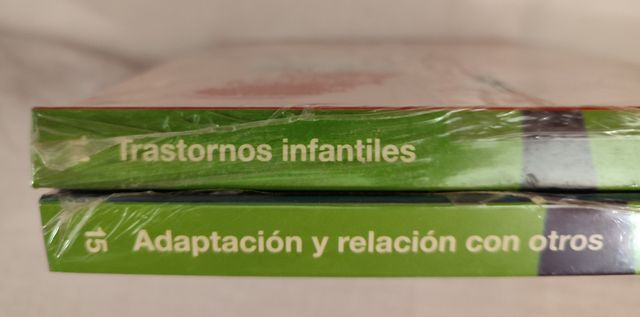 Trastornos infantiles
15 Adaptación y relación con otros